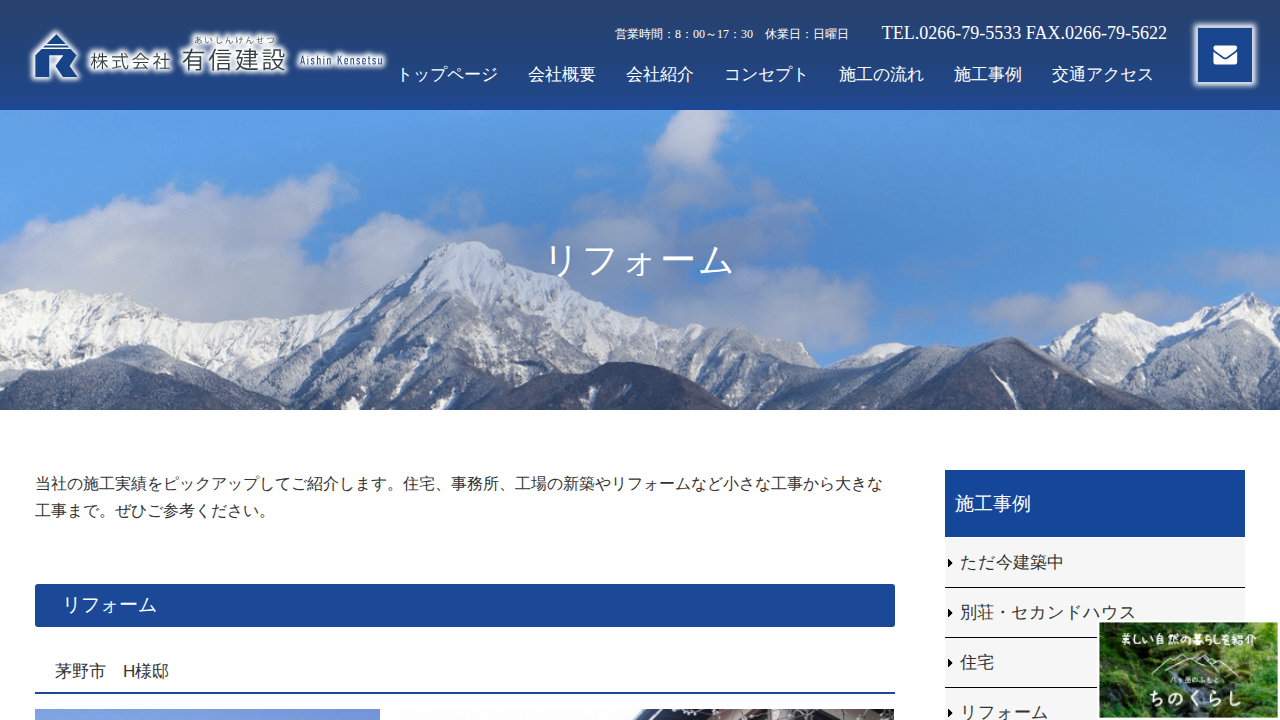 株式会社 有信建設 Aishin Kensetsu
あいしんけんせつ
営業時間：8：00～17：30　休業日：日曜日
TEL.0266-79-5533 FAX.0266-79-5622
トップページ
会社概要
会社紹介
コンセプト
施工の流れ
施工事例
交通アクセス
リフォーム
当社の施工実績をピックアップしてご紹介します。住宅、事務所、工場の新築やリフォームなど小さな工事から大きな
工事まで。ぜひご参考ください。
リフォーム
茅野市　H様邸
施工事例
ただ今建築中
別荘・セカンドハウス
住宅
リフォーム
美しい自然の暮らしを紹介
八ヶ岳のふもと
ちのくらし